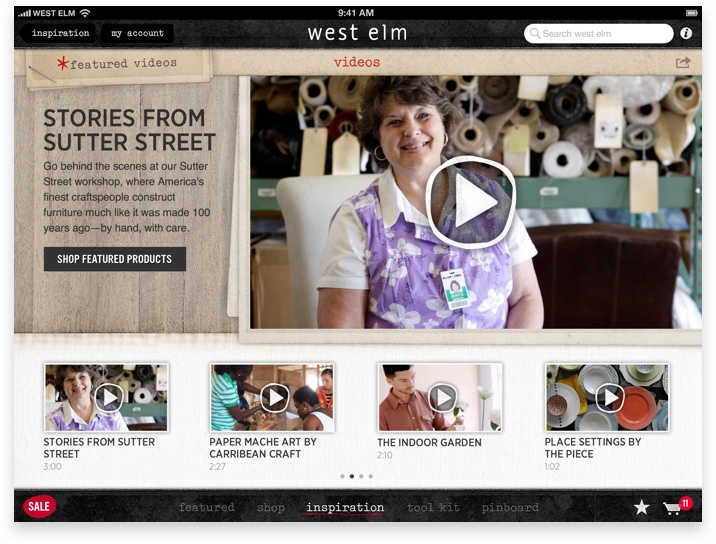 WEST ELM 9:41 AM
inspiration my account west elm Search west elm i
*featured videos videos
STORIES FROM
SUTTER STREET
Go behind the scenes at our Sutter
Street workshop, where America's
finest craftspeople construct
furniture much like it was made 100
years ago—by hand, with care.
SHOP FEATURED PRODUCTS
STORIES FROM SUTTER
STREET
3:00
PAPER MACHE ART BY
CARRIBEAN CRAFT
2:27
THE INDOOR GARDEN
2:10
PLACE SETTINGS BY
THE PIECE
1:02
SALE featured shop inspiration tool kit pinboard 11